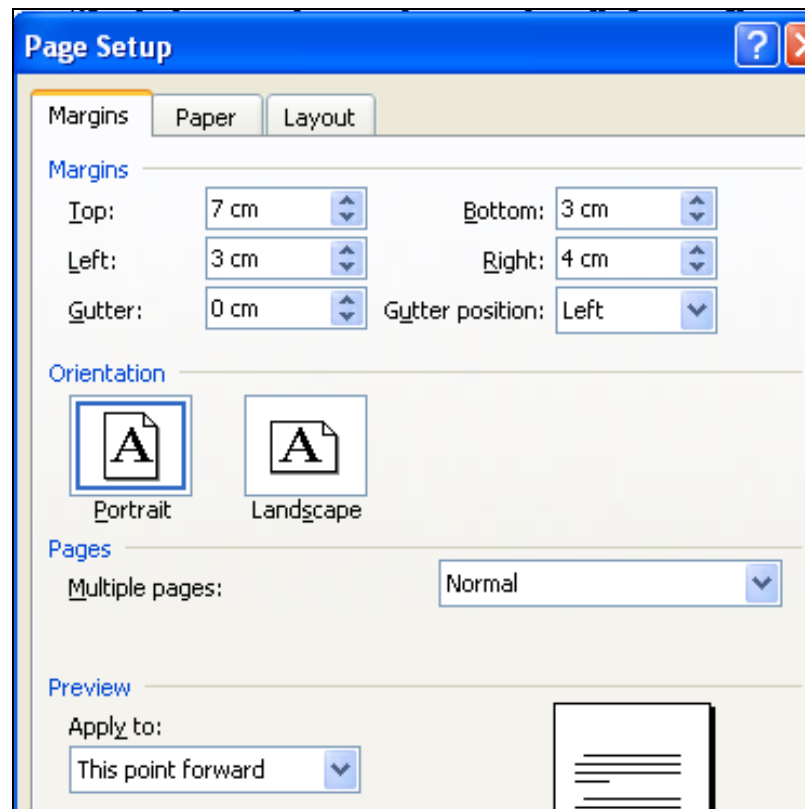 Page Setup
Margins Paper Layout
Margins
Top: 7 cm Bottom: 3 cm
Left: 3 cm Right: 4 cm
Gutter: 0 cm Gutter position: Left
Orientation
A A
Portrait Landscape
Pages
Multiple pages: Normal
Preview
Apply to:
This point forward